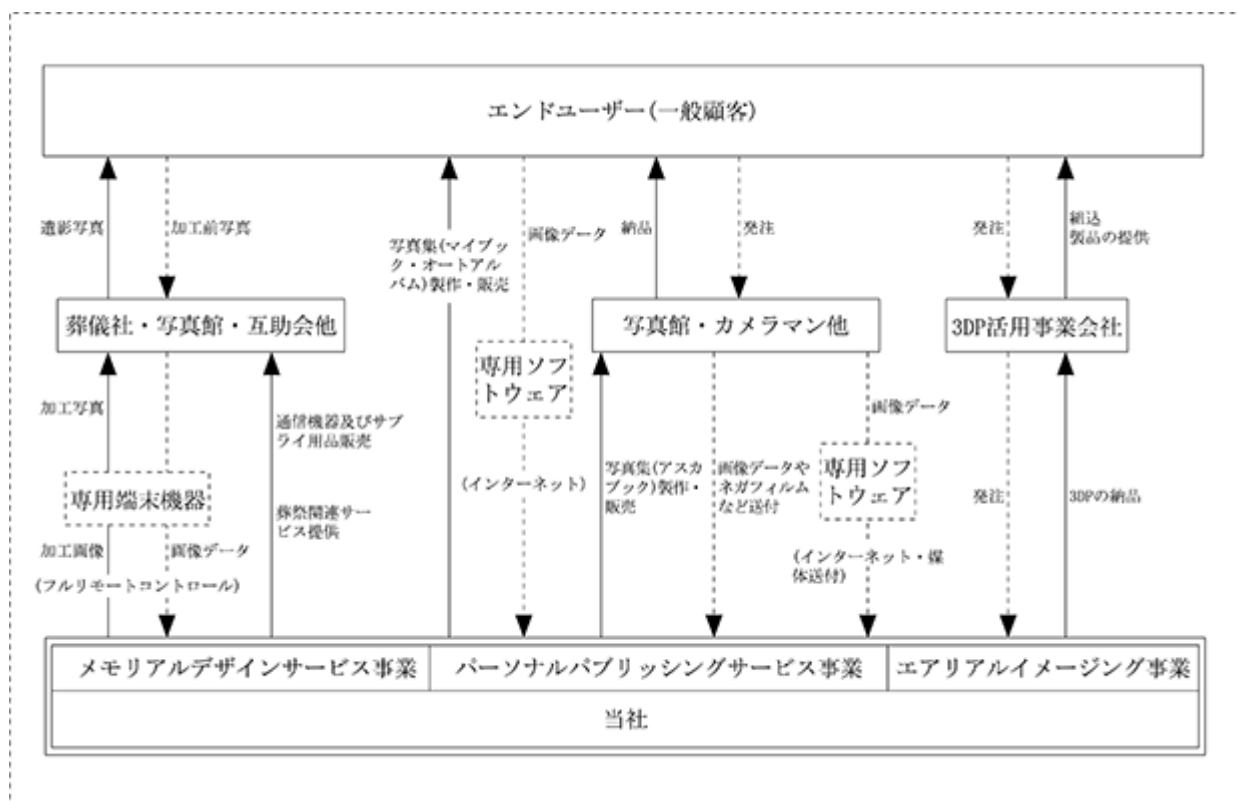 エンドユーザー(一般顧客)
遺影写真
加工前写真
写真集(マイブッ
ク・オートアル
バム)製作・販売
画像データ
納品
発注
発注
組込
製品の提供
葬儀社・写真館・互助会他
写真館・カメラマン他
3DP活用事業会社
専用ソフ
トウェア
加工写真
通信機器及びサプ
ライ用品販売
画像データ
専用端末機器
(インターネット)
写真集(アスカ
ブック)製作・
販売
画像データや
ネガフィルム
など送付
専用ソフ
トウェア
発注
3DPの納品
葬祭関連サー
ビス提供
加工画像
画像データ
(フルリモートコントロール)
(インターネット・媒
体送付)
メモリアルデザインサービス事業
パーソナルパブリッシングサービス事業
エアリアルイメージング事業
当社